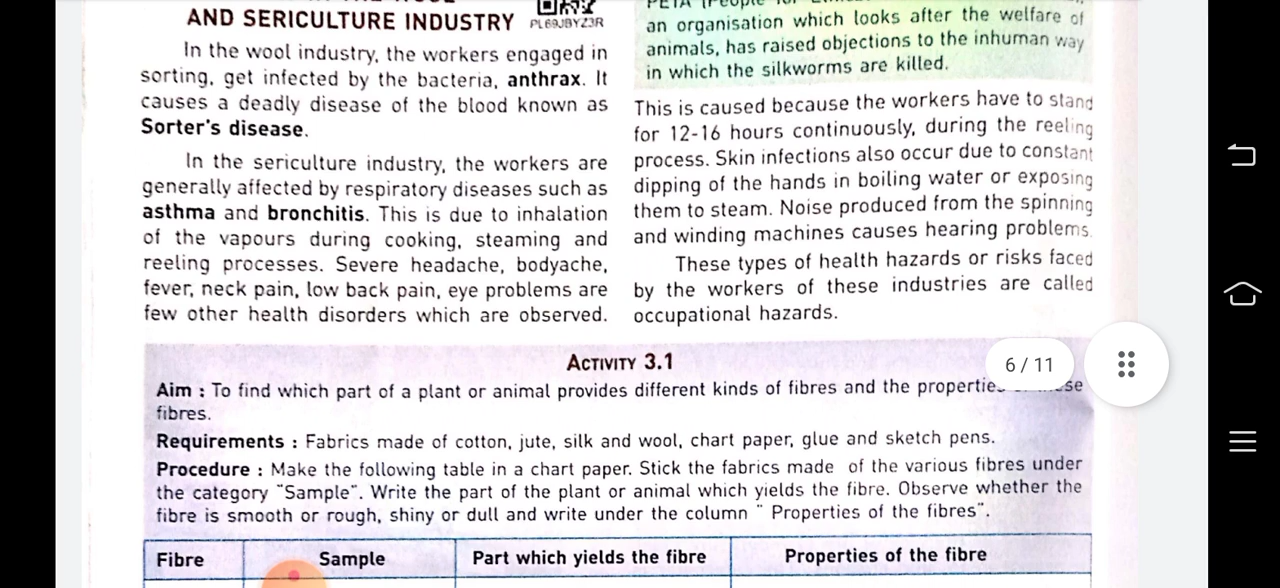 AND SERICULTURE INDUSTRY
PL69JBYZ3R
In the wool industry, the workers engaged in
sorting, get infected by the bacteria, anthrax. It
causes a deadly disease of the blood known as
Sorter's disease.
In the sericulture industry, the workers are
generally affected by respiratory diseases such as
asthma and bronchitis. This is due to inhalation
of the vapours during cooking, steaming and
reeling processes. Severe headache, bodyache,
fever, neck pain, low back pain, eye problems are
few other health disorders which are observed.
an organisation which looks after the welfare of
animals, has raised objections to the inhuman way
in which the silkworms are killed.
This is caused because the workers have to stand
for 12-16 hours continuously, during the reeling
process. Skin infections also occur due to constant
dipping of the hands in boiling water or exposing
them to steam. Noise produced from the spinning
and winding machines causes hearing problems.
These types of health hazards or risks faced
by the workers of these industries are called
occupational hazards.
ACTIVITY 3.1
6 / 11
Aim : To find which part of a plant or animal provides different kinds of fibres and the
fibres.
Requirements : Fabrics made of cotton, jute, silk and wool, chart paper, glue and sketch pens.
Procedure : Make the following table in a chart paper. Stick the fabrics made of the various fibres under
the category "Sample". Write the part of the plant or animal which yields the fibre. Observe whether the
fibre is smooth or rough, shiny or dull and write under the column " Properties of the fibres".
Fibre Sample Part which yields the fibre Properties of the fibre